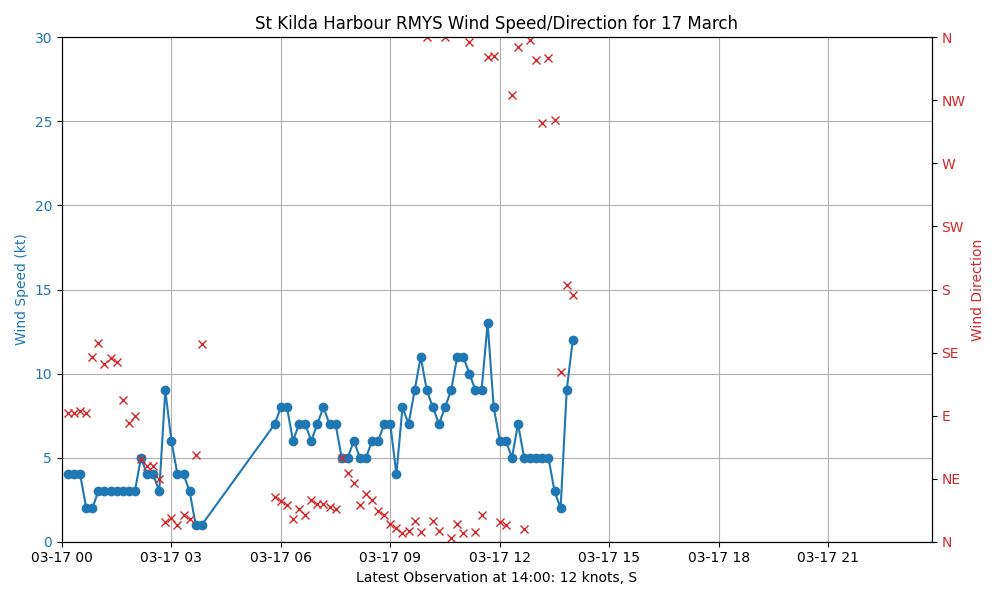 St Kilda Harbour RMYS Wind Speed/Direction for 17 March
30
25
20
15
10
5
0
Wind Speed (kt)
N
NW
W
SW
S
SE
E
NE
N
Wind Direction
03-17 00 03-17 03 03-17 06 03-17 09 03-17 12 03-17 15 03-17 18 03-17 21
Latest Observation at 14:00: 12 knots, S